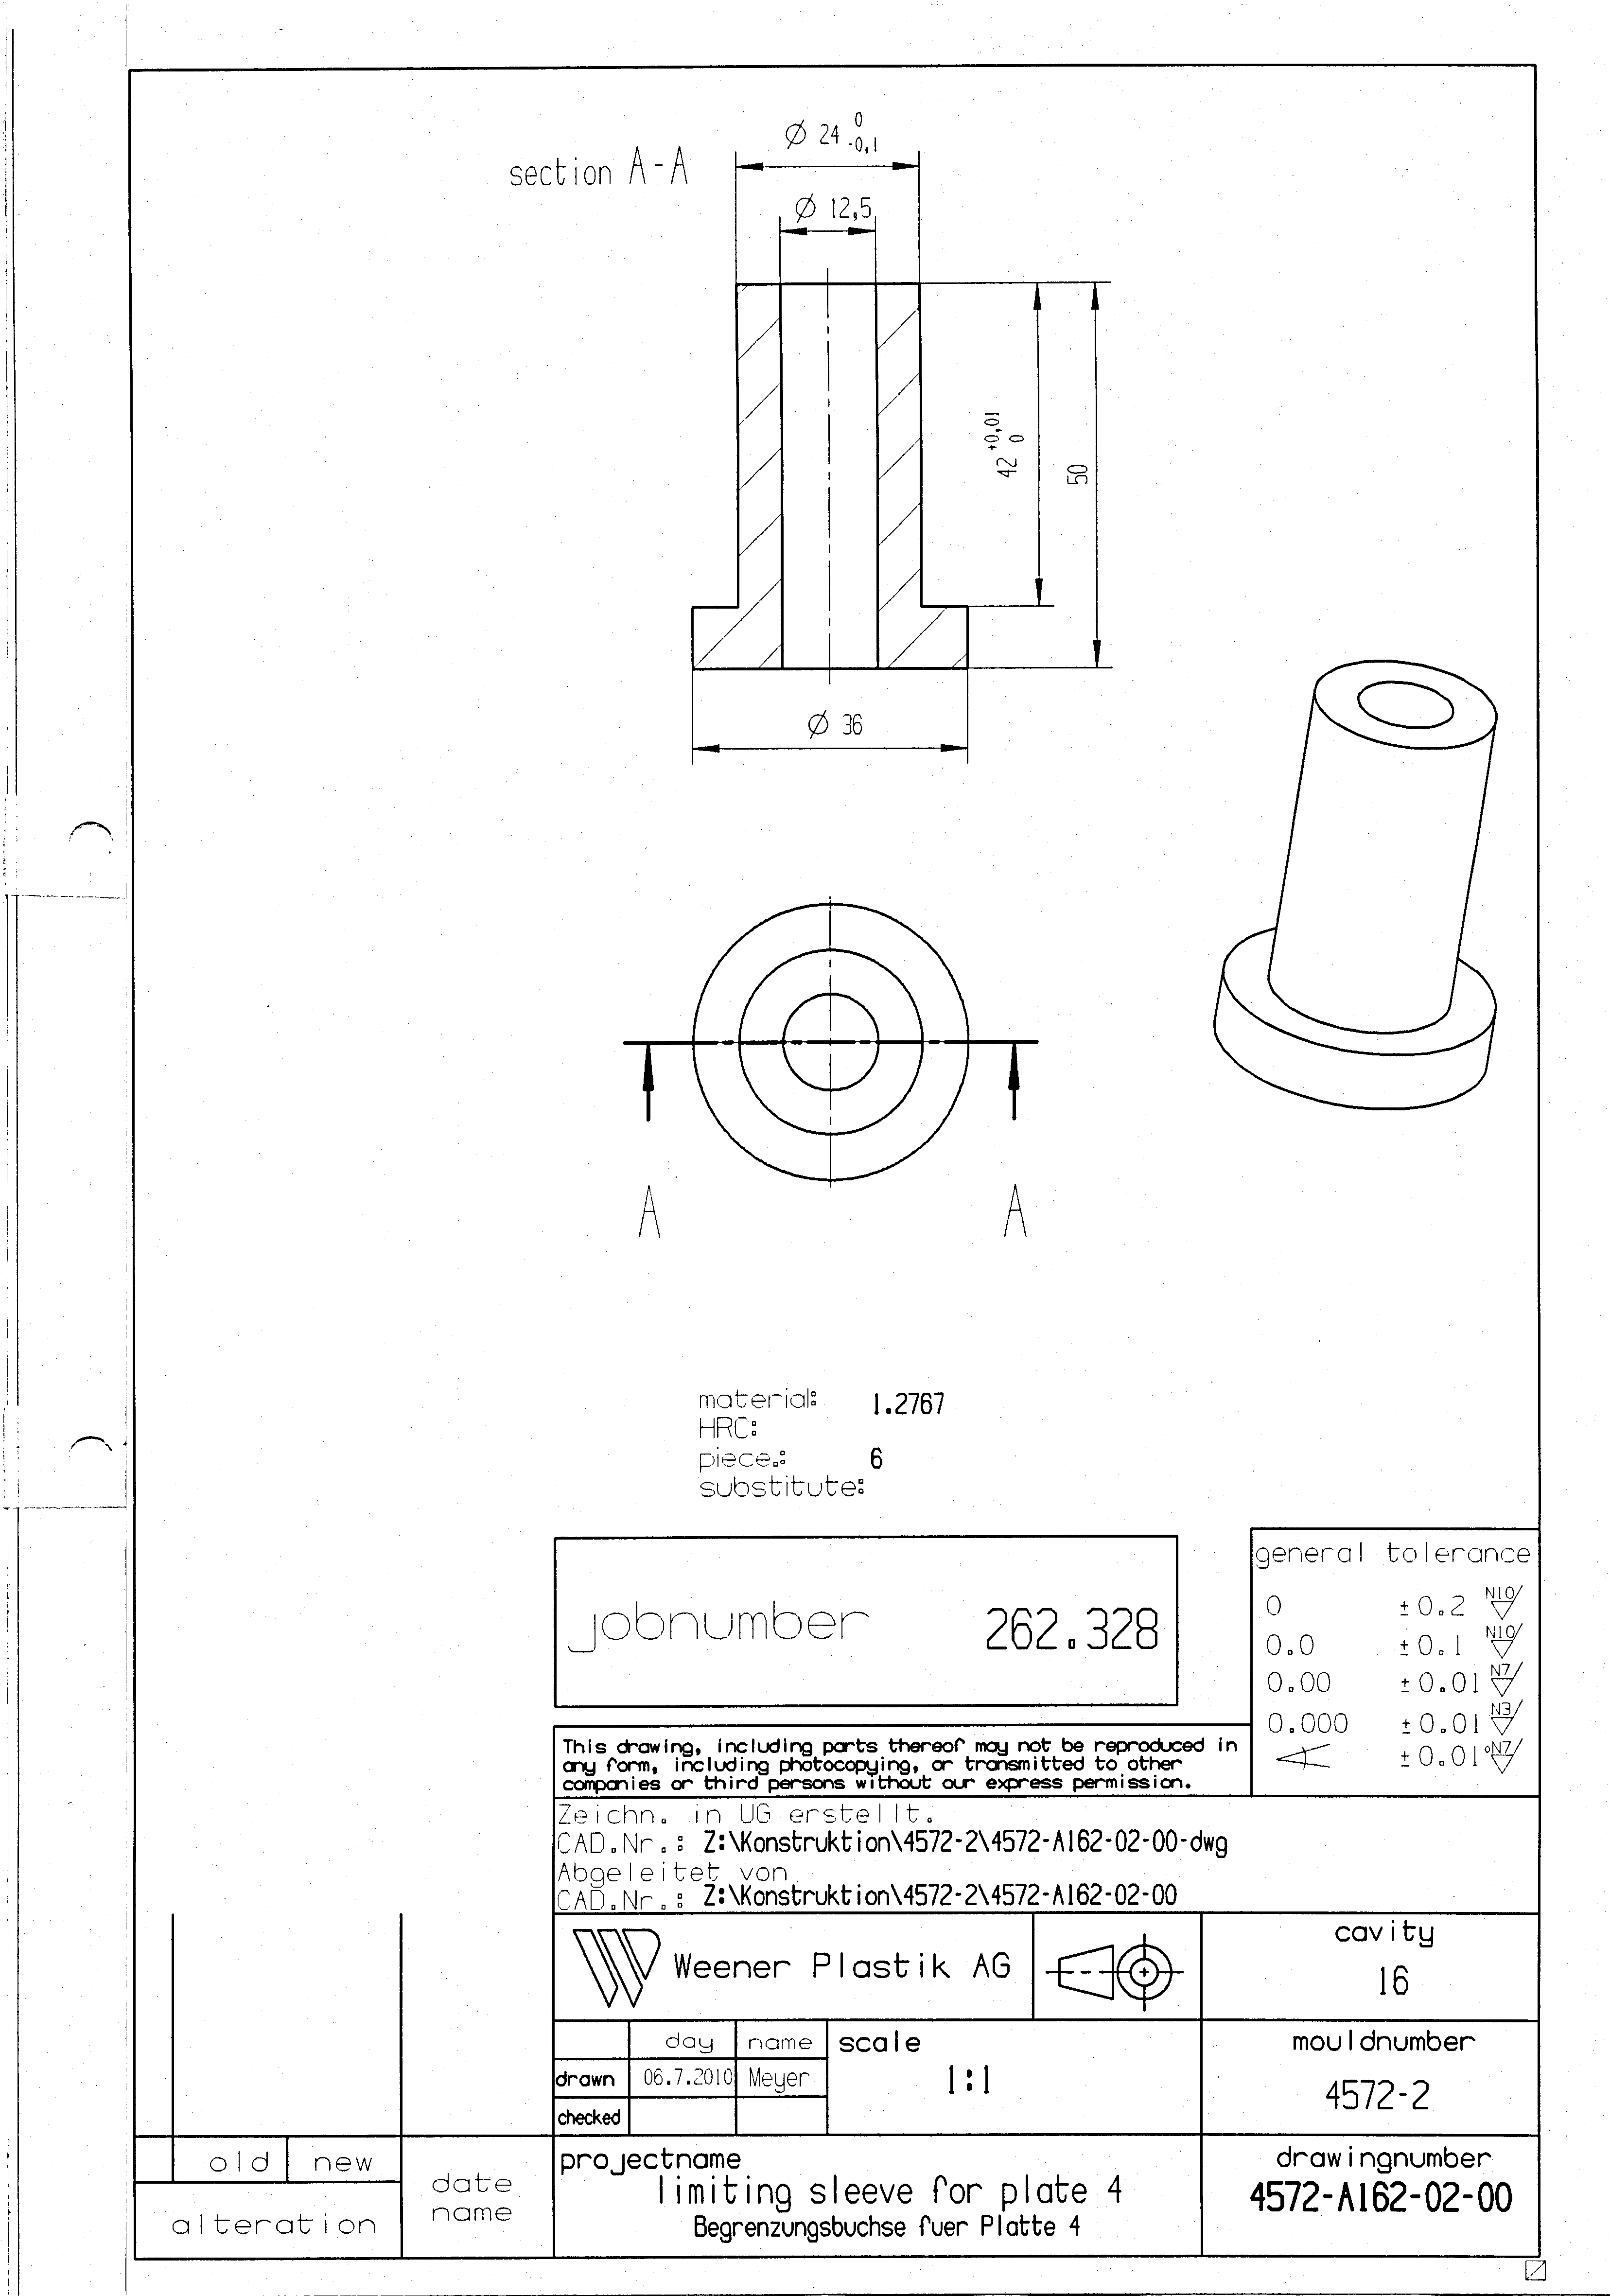 section A-A
Ø 24 0 -0,1
Ø 12,5
42 +0,01 0
50
Ø 36
A A
material: 1.2767
HRC:
piece.: 6
substitute:
jobnumber 262.328
general tolerance
0 ±0.2 N10
0.0 ±0.1 N10
0.00 ±0.01 N7
0.000 ±0.01 N3
±0.01° N7
This drawing, including parts thereof may not be reproduced in
any form, including photocopying, or transmitted to other
companies or third persons without our express permission.
Zeichn. in UG erstellt.
CAD.Nr.: Z:\Konstruktion\4572-2\4572-A162-02-00-dwg
Abgeleitet von
CAD.Nr.: Z:\Konstruktion\4572-2\4572-A162-02-00
Weener Plastik AG
cavity
16
day name
drawn 06.7.2010 Meyer
checked
scale
1:1
mouldnumber
4572-2
old new
alteration
date
name
projectname
limiting sleeve for plate 4
Begrenzungsbuchse fuer Platte 4
drawingnumber
4572-A162-02-00